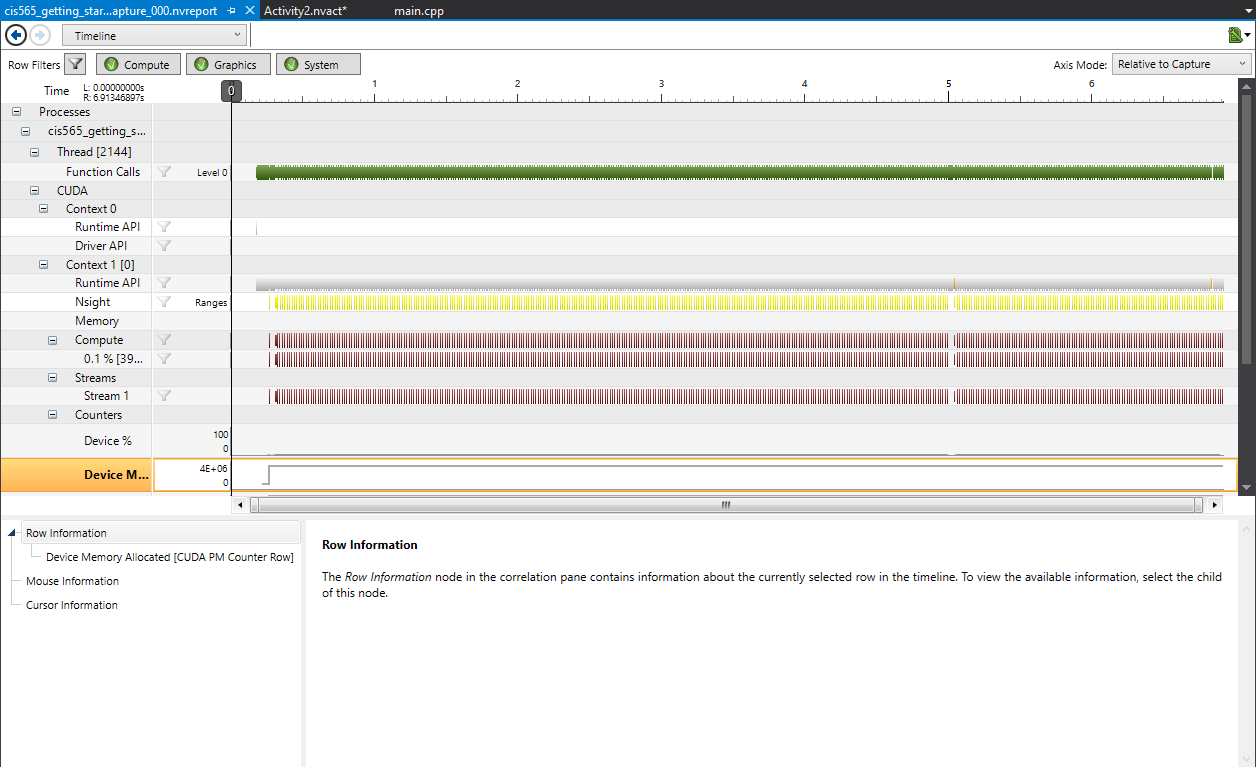 cis565_getting_star...apture_000.nvreport Activity2.nvact* main.cpp
Timeline
Row Filters Compute Graphics System Axis Mode: Relative to Capture
Time L: 0.00000000s R: 6.91346897s 0 1 2 3 4 5 6
Processes
cis565_getting_s...
Thread [2144]
Function Calls Level 0
CUDA
Context 0
Runtime API
Driver API
Context 1 [0]
Runtime API
Nsight Ranges
Memory
Compute
0.1 % [39...
Streams
Stream 1
Counters
Device % 100 0
Device M... 4E+06 0
Row Information
Device Memory Allocated [CUDA PM Counter Row]
Mouse Information
Cursor Information
Row Information
The Row Information node in the correlation pane contains information about the currently selected row in the timeline. To view the available information, select the child
of this node.